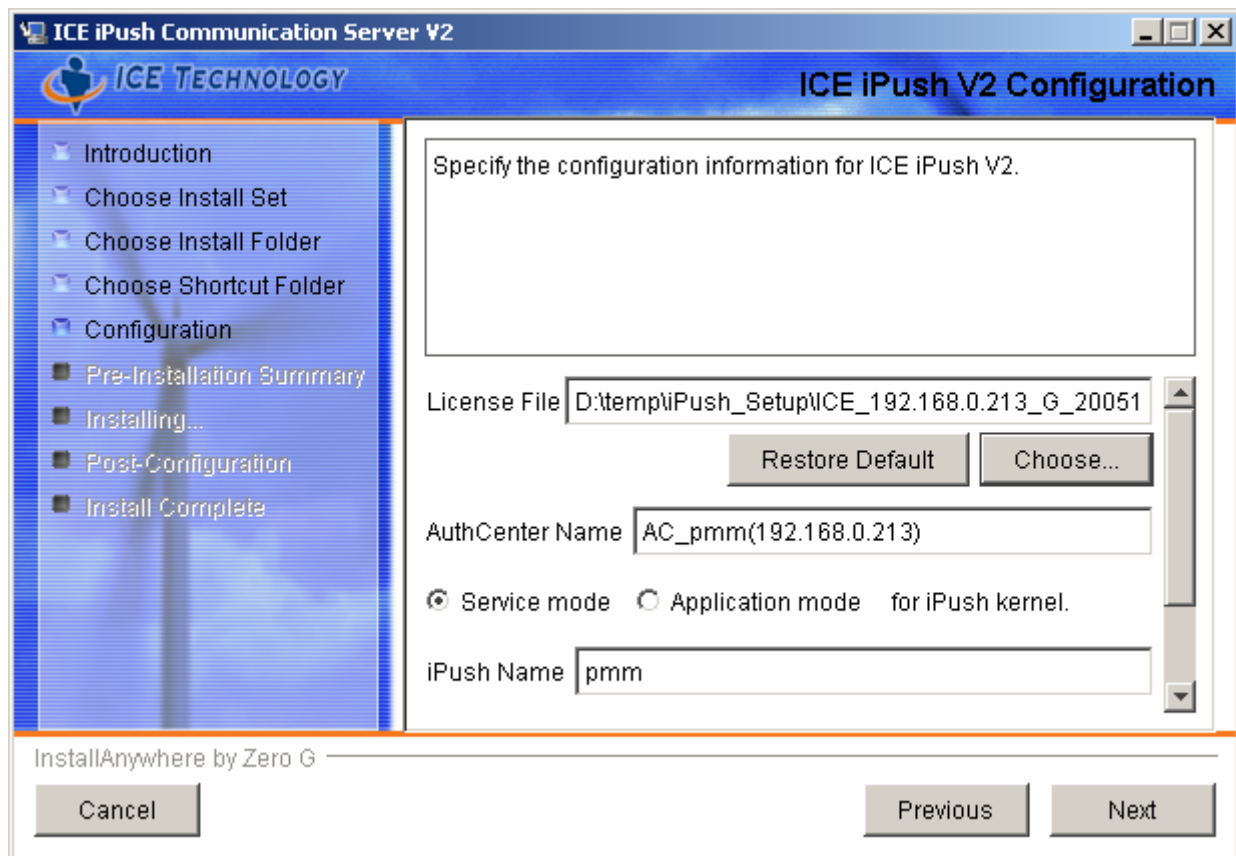 ICE iPush Communication Server V2
ICE TECHNOLOGY
ICE iPush V2 Configuration
Introduction
Choose Install Set
Choose Install Folder
Choose Shortcut Folder
Configuration
Pre-Installation Summary
Installing...
Post-Configuration
Install Complete
Specify the configuration information for ICE iPush V2.
License File D:\temp\iPush_Setup\ICE_192.168.0.213_G_20051
Restore Default Choose...
AuthCenter Name AC_pmm(192.168.0.213)
Service mode Application mode for iPush kernel.
iPush Name pmm
InstallAnywhere by Zero G
Cancel Previous Next